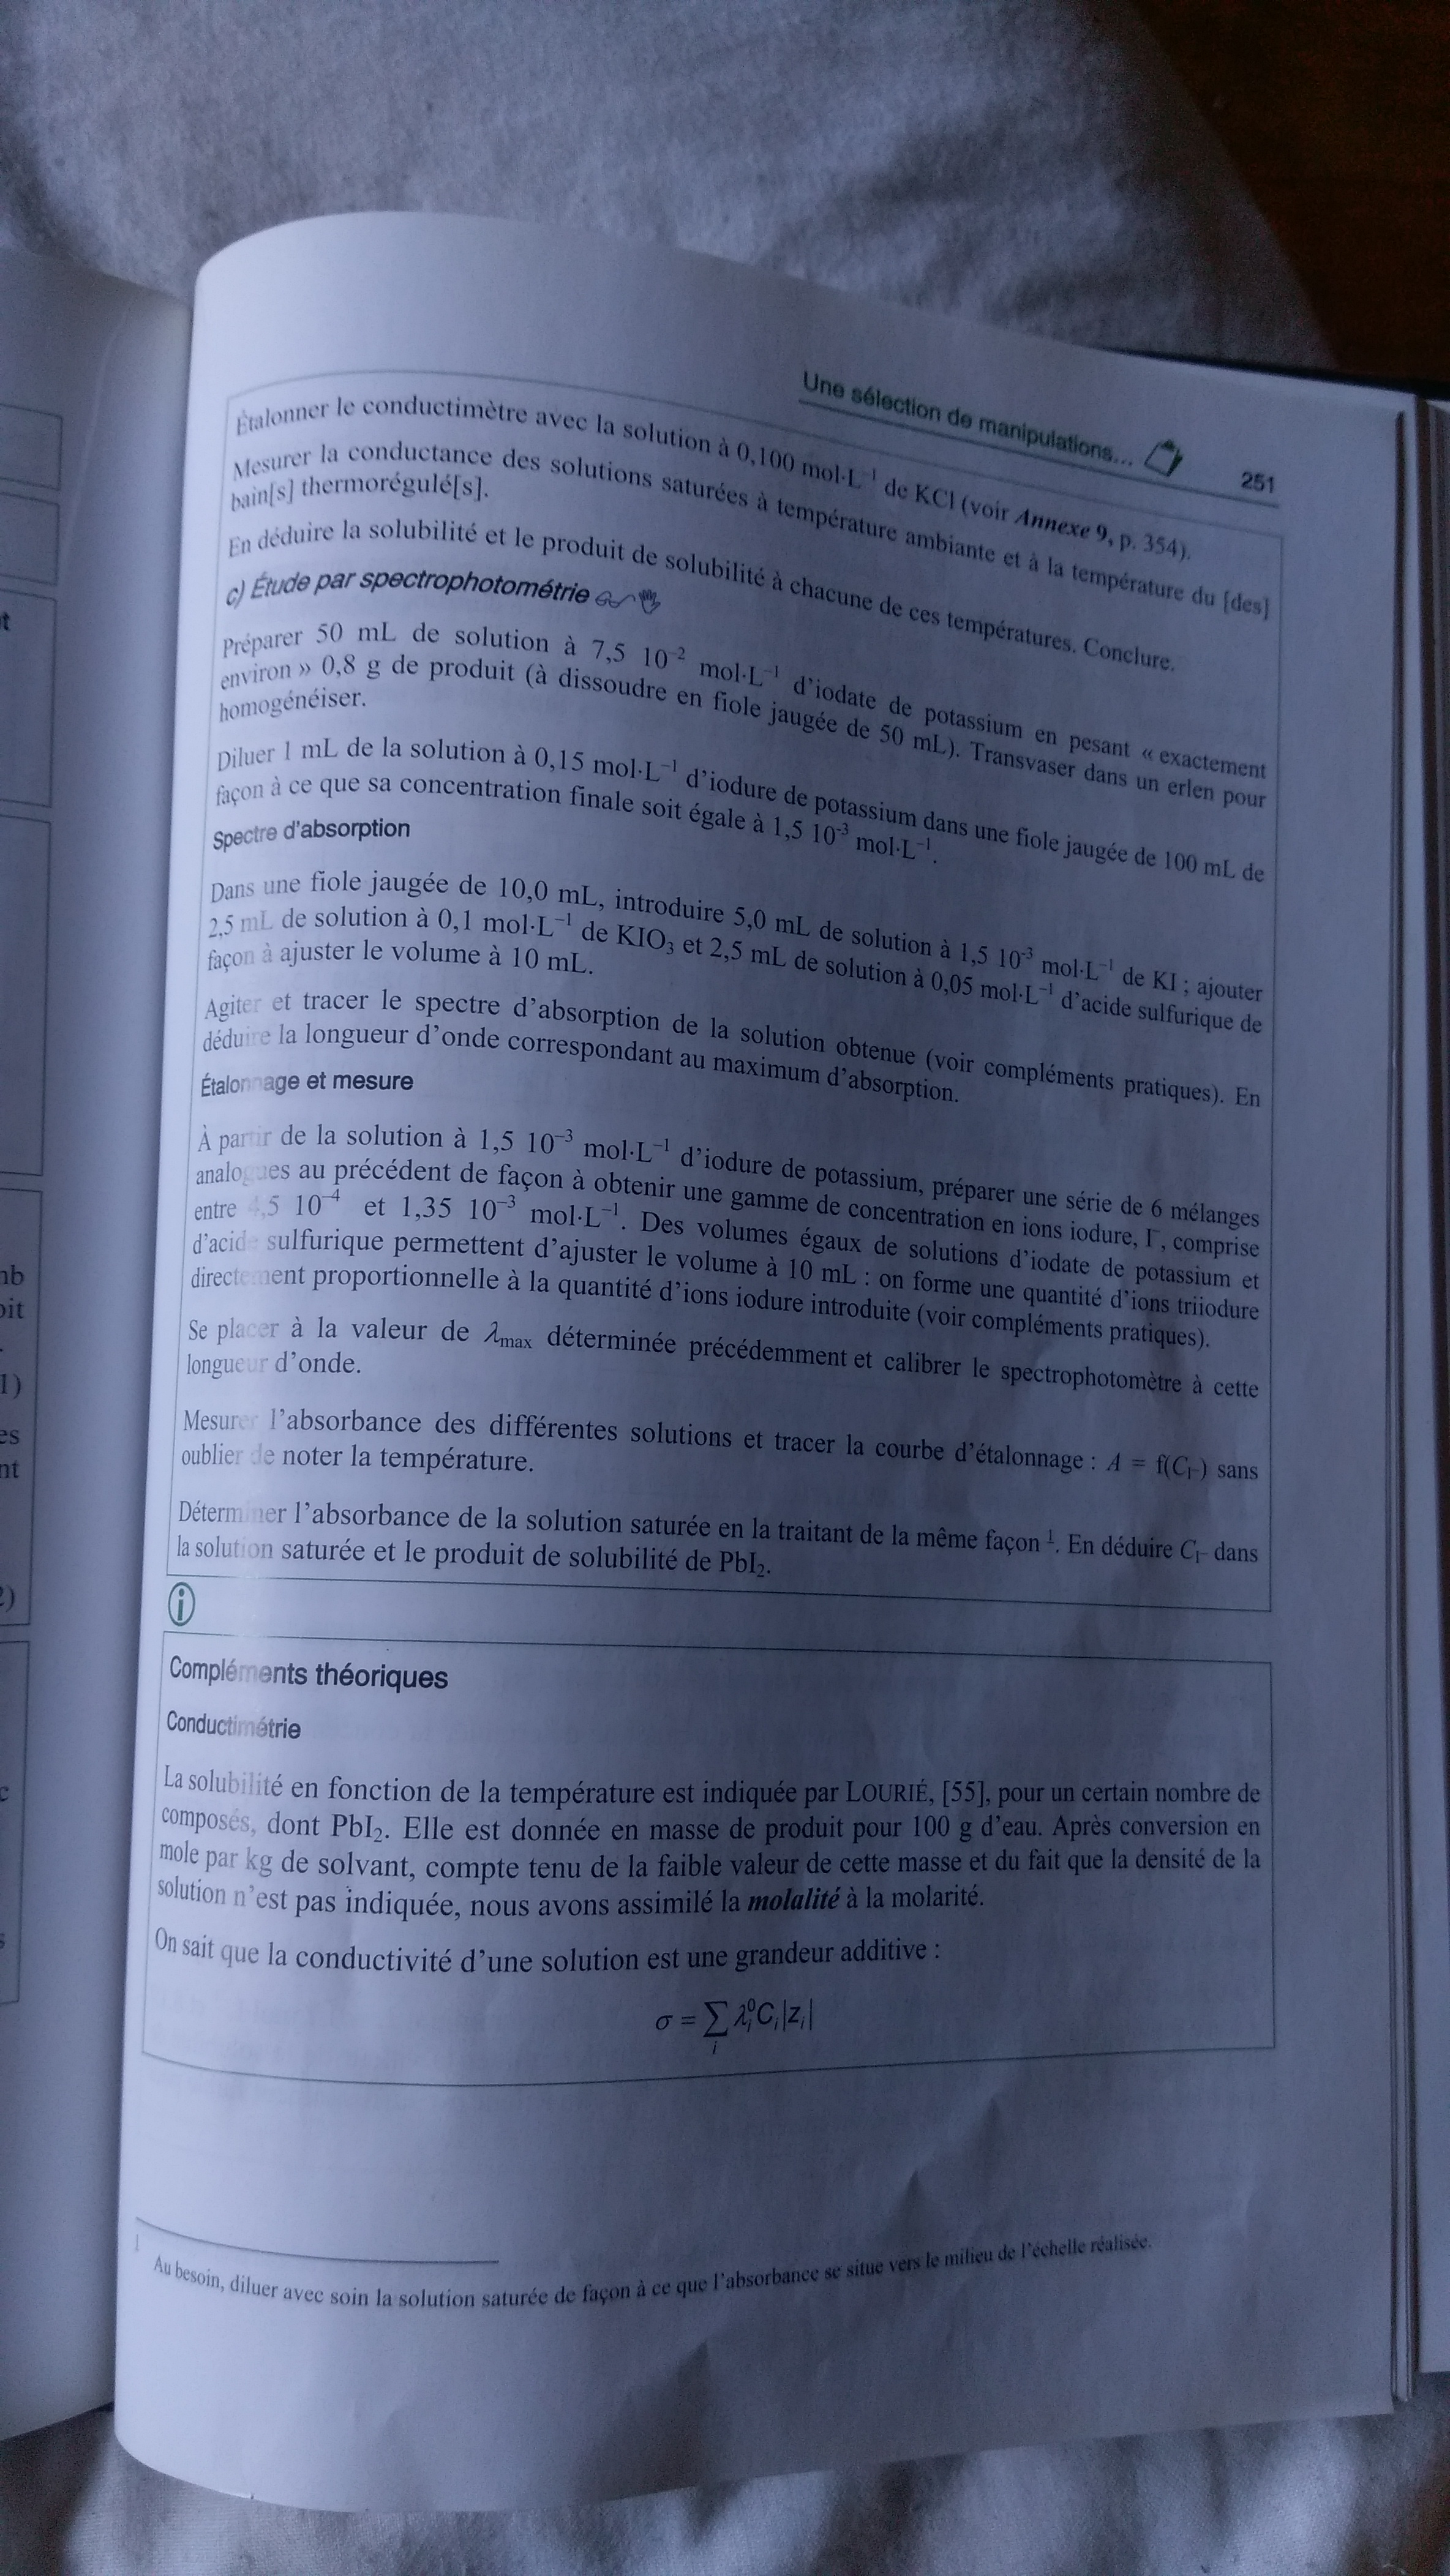 Une sélection de manipulations... 251
Étalonner le conductimètre avec la solution à 0,100 mol·L⁻¹ de KCl (voir Annexe 9, p. 354).
Mesurer la conductance des solutions saturées à température ambiante et à la température du [des]
bain[s] thermorégulé[s].
En déduire la solubilité et le produit de solubilité à chacune de ces températures. Conclure.
c) Étude par spectrophotométrie
Préparer 50 mL de solution à 7,5 10⁻² mol·L⁻¹ d'iodate de potassium en pesant « exactement
environ » 0,8 g de produit (à dissoudre en fiole jaugée de 50 mL). Transvaser dans un erlen pour
homogénéiser.
Diluer 1 mL de la solution à 0,15 mol·L⁻¹ d'iodure de potassium dans une fiole jaugée de 100 mL de
façon à ce que sa concentration finale soit égale à 1,5 10⁻³ mol·L⁻¹.
Spectre d'absorption
Dans une fiole jaugée de 10,0 mL, introduire 5,0 mL de solution à 1,5 10⁻³ mol·L⁻¹ de KI ; ajouter
2,5 mL de solution à 0,1 mol·L⁻¹ de KIO₃ et 2,5 mL de solution à 0,05 mol·L⁻¹ d'acide sulfurique de
façon à ajuster le volume à 10 mL.
Agiter et tracer le spectre d'absorption de la solution obtenue (voir compléments pratiques). En
déduire la longueur d'onde correspondant au maximum d'absorption.
Étalonnage et mesure
À partir de la solution à 1,5 10⁻³ mol·L⁻¹ d'iodure de potassium, préparer une série de 6 mélanges
analogues au précédent de façon à obtenir une gamme de concentration en ions iodure, I⁻, comprise
entre 4,5 10⁻⁴ et 1,35 10⁻³ mol·L⁻¹. Des volumes égaux de solutions d'iodate de potassium et
d'acide sulfurique permettent d'ajuster le volume à 10 mL : on forme une quantité d'ions triiodure
directement proportionnelle à la quantité d'ions iodure introduite (voir compléments pratiques).
Se placer à la valeur de λmax déterminée précédemment et calibrer le spectrophotomètre à cette
longueur d'onde.
Mesurer l'absorbance des différentes solutions et tracer la courbe d'étalonnage : A = f(C_I⁻) sans
oublier de noter la température.
Déterminer l'absorbance de la solution saturée en la traitant de la même façon ¹. En déduire C_I⁻ dans
la solution saturée et le produit de solubilité de PbI₂.
i
Compléments théoriques
Conductimétrie
La solubilité en fonction de la température est indiquée par LOURIÉ, [55], pour un certain nombre de
composés, dont PbI₂. Elle est donnée en masse de produit pour 100 g d'eau. Après conversion en
mole par kg de solvant, compte tenu de la faible valeur de cette masse et du fait que la densité de la
solution n'est pas indiquée, nous avons assimilé la molalité à la molarité.
On sait que la conductivité d'une solution est une grandeur additive :
σ = ∑ᵢ λᵢ⁰Cᵢ|zᵢ|
1 Au besoin, diluer avec soin la solution saturée de façon à ce que l'absorbance se situe vers le milieu de l'échelle réalisée.